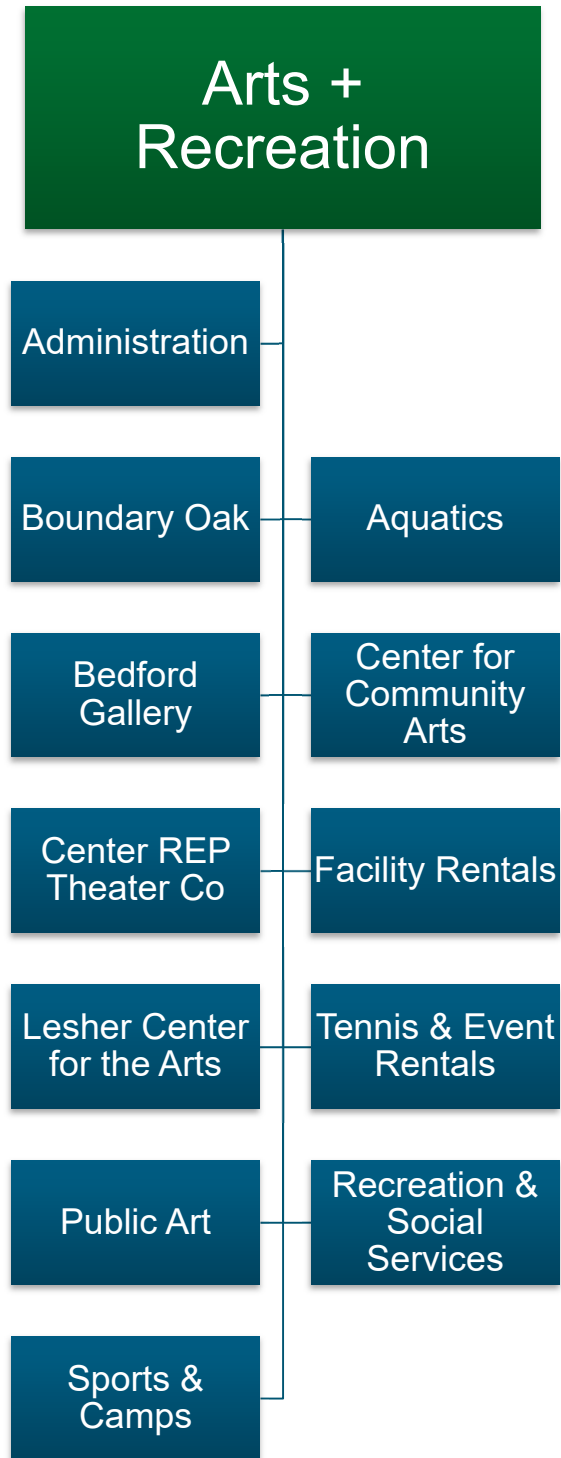 Arts +
Recreation
Administration
Boundary Oak
Aquatics
Bedford
Gallery
Center for
Community
Arts
Center REP
Theater Co
Facility Rentals
Lesher Center
for the Arts
Tennis & Event
Rentals
Public Art
Recreation &
Social
Services
Sports &
Camps